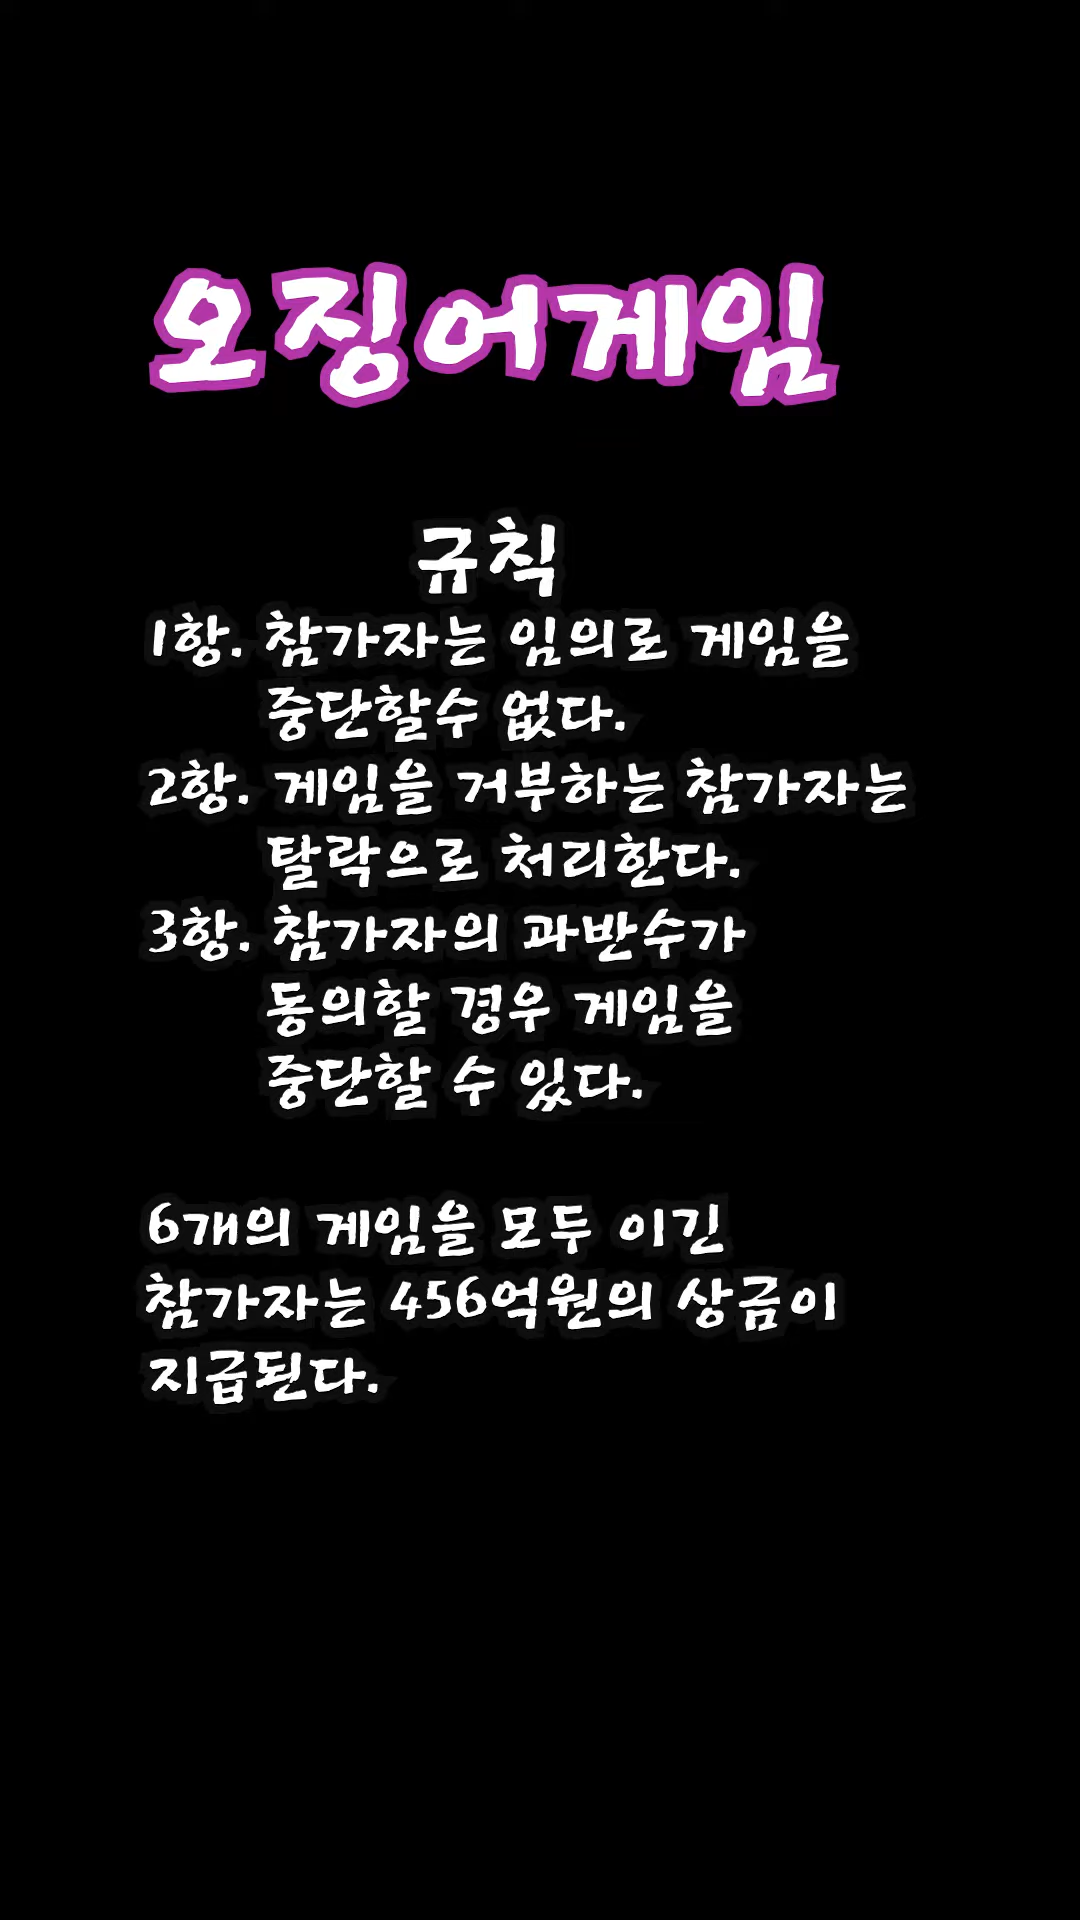 오징어게임
규칙
1항. 참가자는 임의로 게임을
중단할수 없다.
2항. 게임을 거부하는 참가자는
탈락으로 처리한다.
3항. 참가자의 과반수가
동의할 경우 게임을
중단할 수 있다.
6개의 게임을 모두 이긴
참가자는 456억원의 상금이
지급된다.